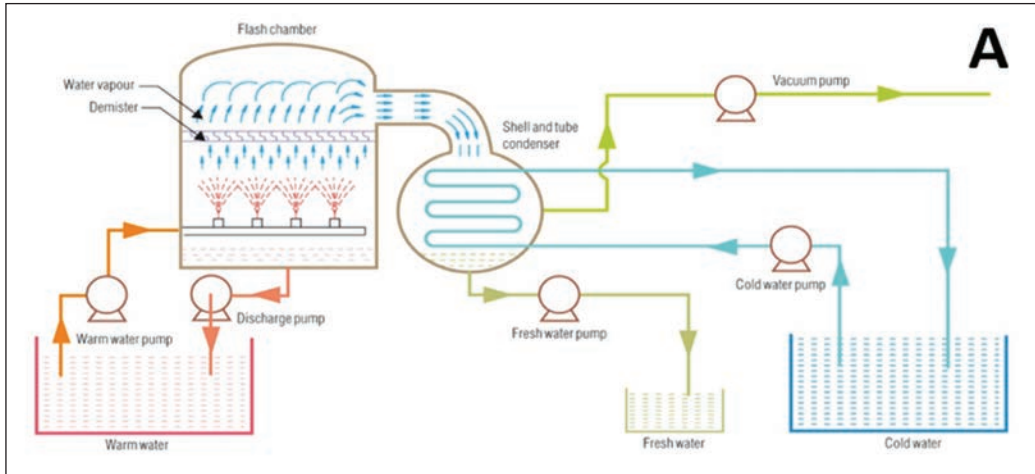 Flash chamber
A
Water vapour
Demister
Vacuum pump
Shell and tube
condenser
Cold water pump
Warm water pump
Discharge pump
Fresh water pump
Warm water
Fresh water
Cold water